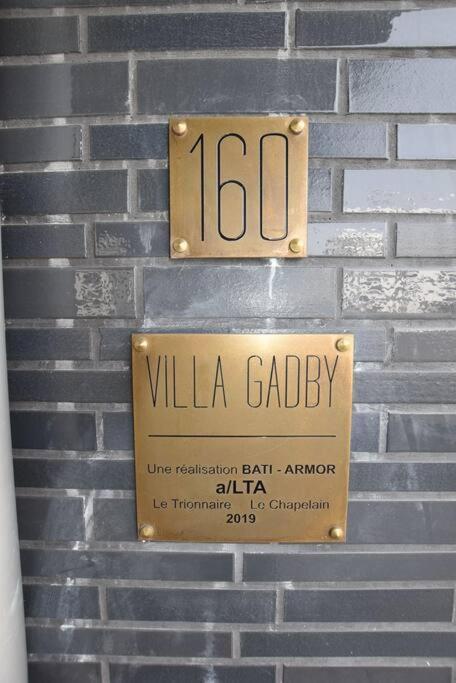 160
VILLA GADBY
Une réalisation BATI - ARMOR
a/LTA
Le Trionnaire Le Chapelain
2019